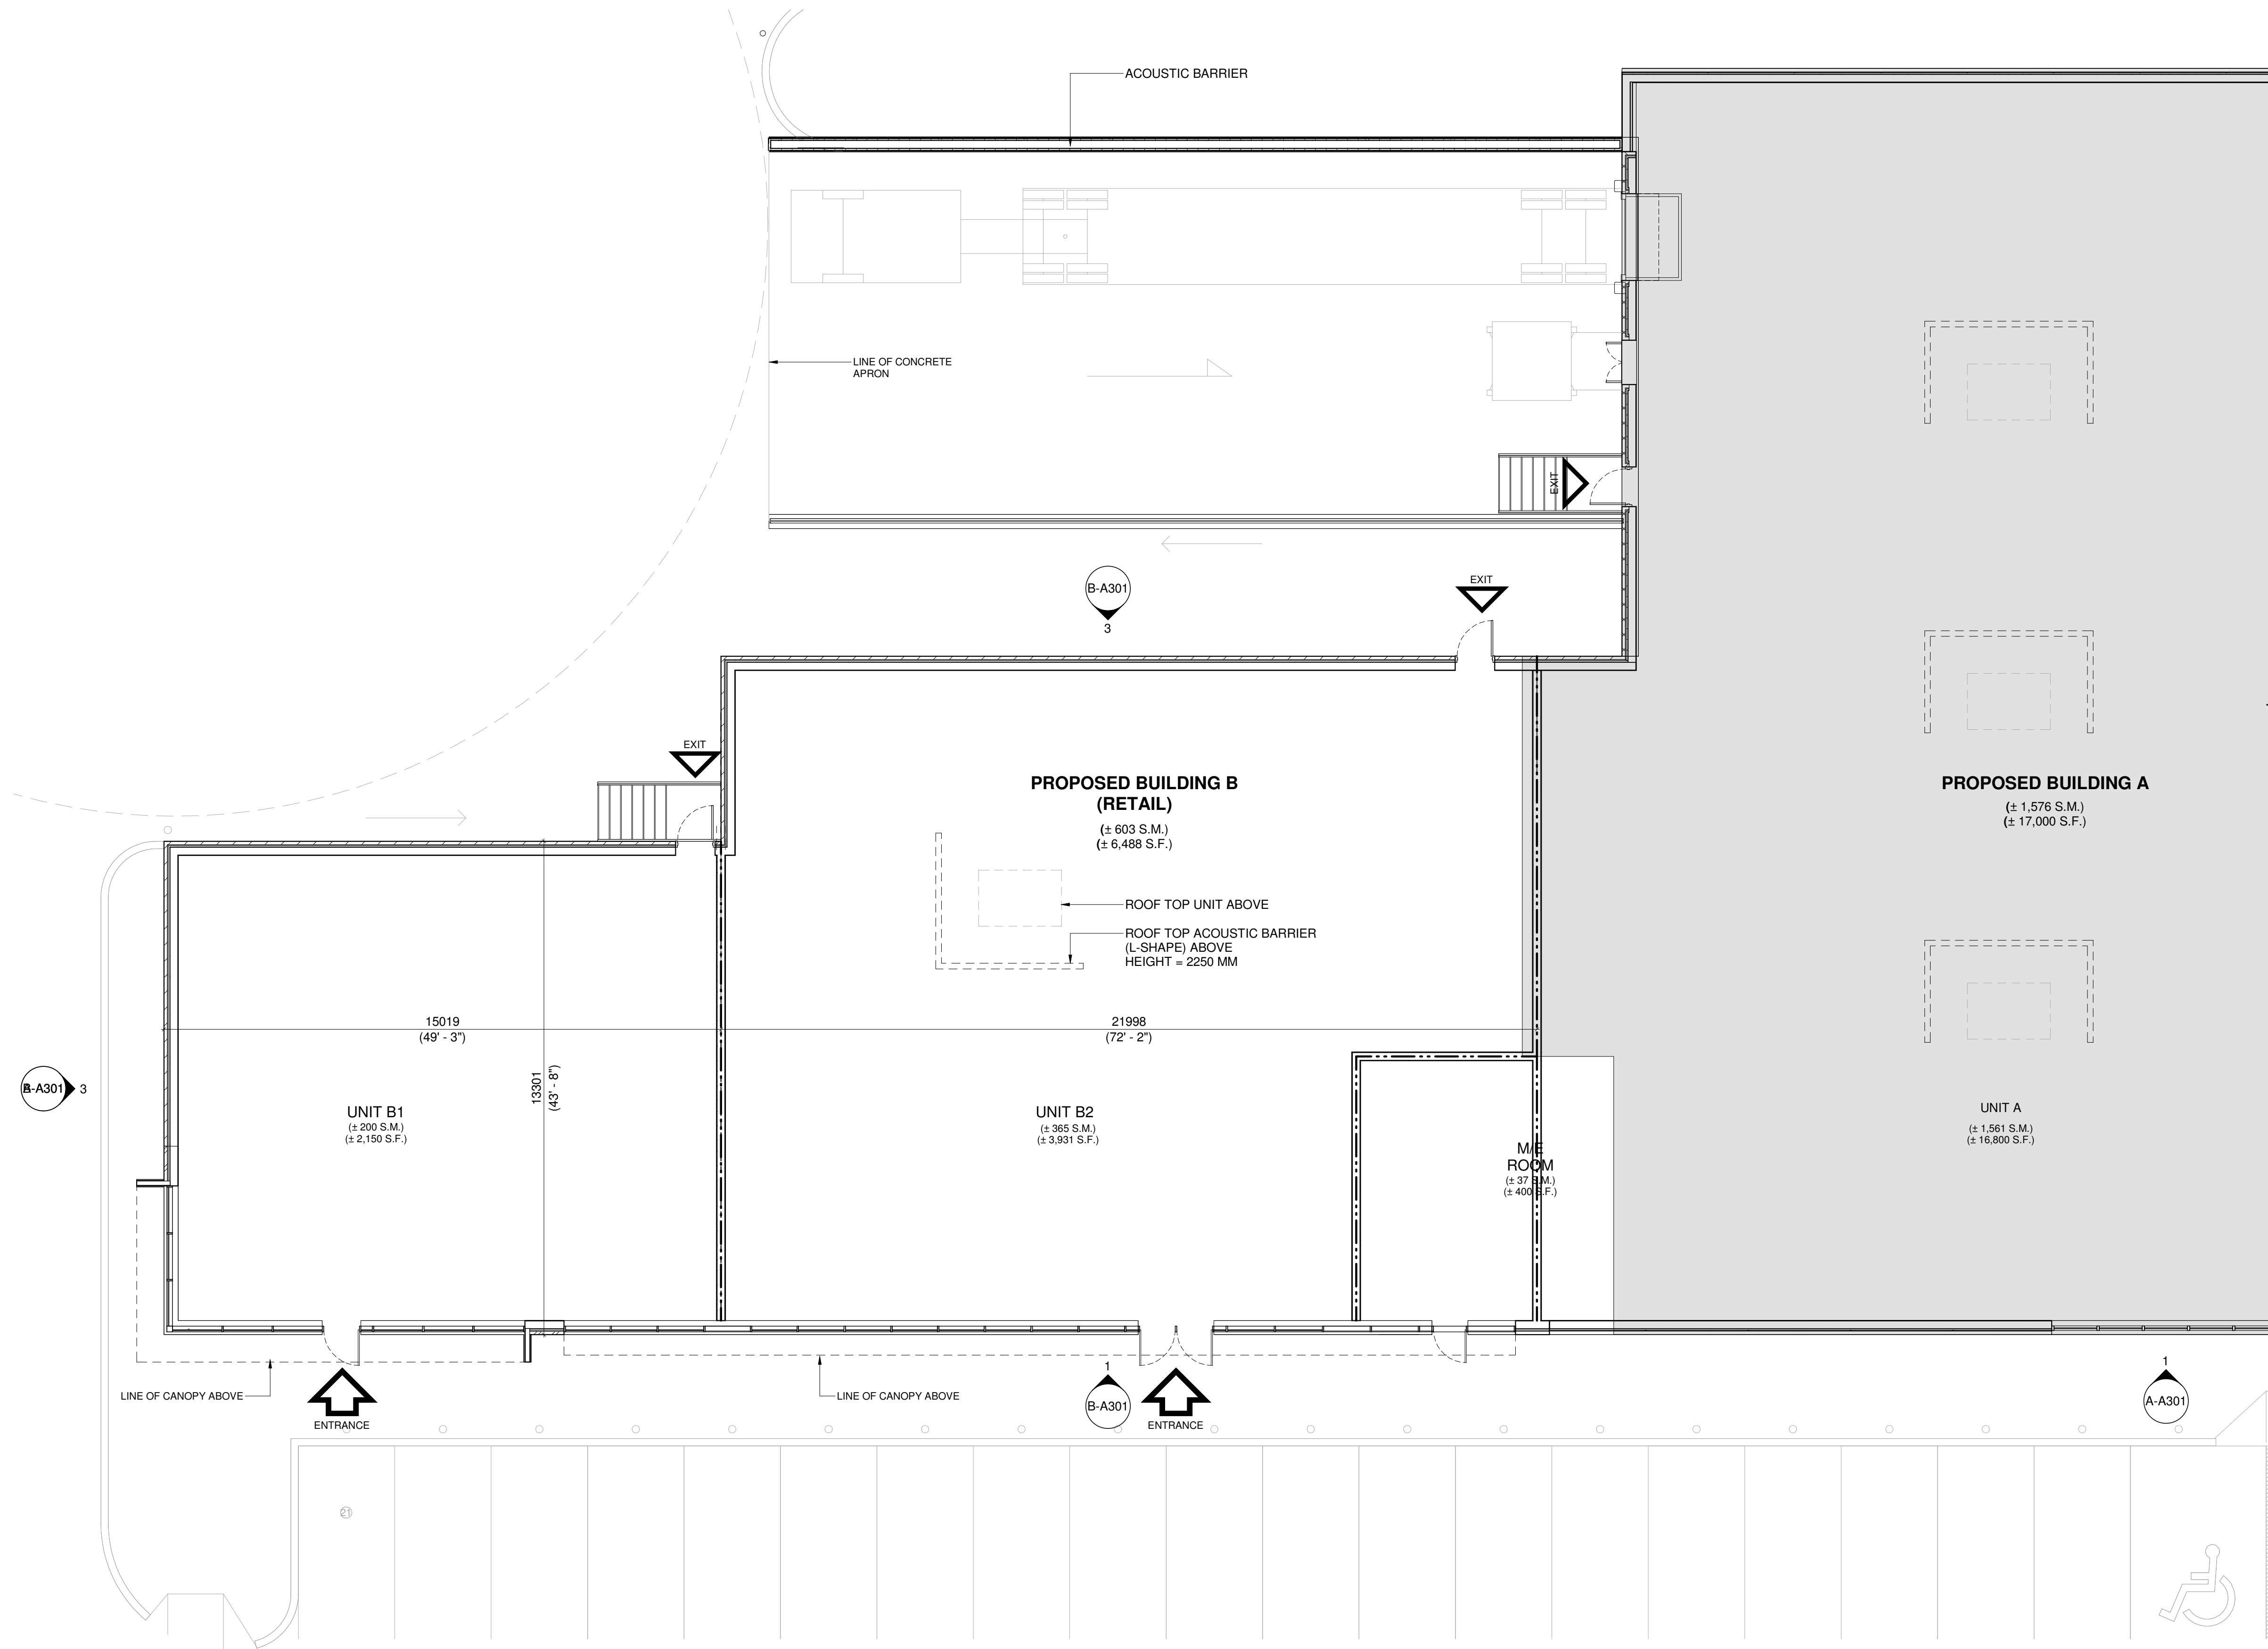 ACOUSTIC BARRIER
LINE OF CONCRETE
APRON
EXIT
B-A301
3
EXIT
EXIT
PROPOSED BUILDING B
(RETAIL)
(± 603 S.M.)
(± 6,488 S.F.)
PROPOSED BUILDING A
(± 1,576 S.M.)
(± 17,000 S.F.)
ROOF TOP UNIT ABOVE
ROOF TOP ACOUSTIC BARRIER
(L-SHAPE) ABOVE
HEIGHT = 2250 MM
15019
(49' - 3")
21998
(72' - 2")
13301
(43' - 8")
-A301
3
UNIT B1
(± 200 S.M.)
(± 2,150 S.F.)
UNIT B2
(± 365 S.M.)
(± 3,931 S.F.)
M/E
ROOM
(± 37 S.M.)
(± 400 S.F.)
UNIT A
(± 1,561 S.M.)
(± 16,800 S.F.)
LINE OF CANOPY ABOVE
ENTRANCE
LINE OF CANOPY ABOVE
1
B-A301
ENTRANCE
1
A-A301
21